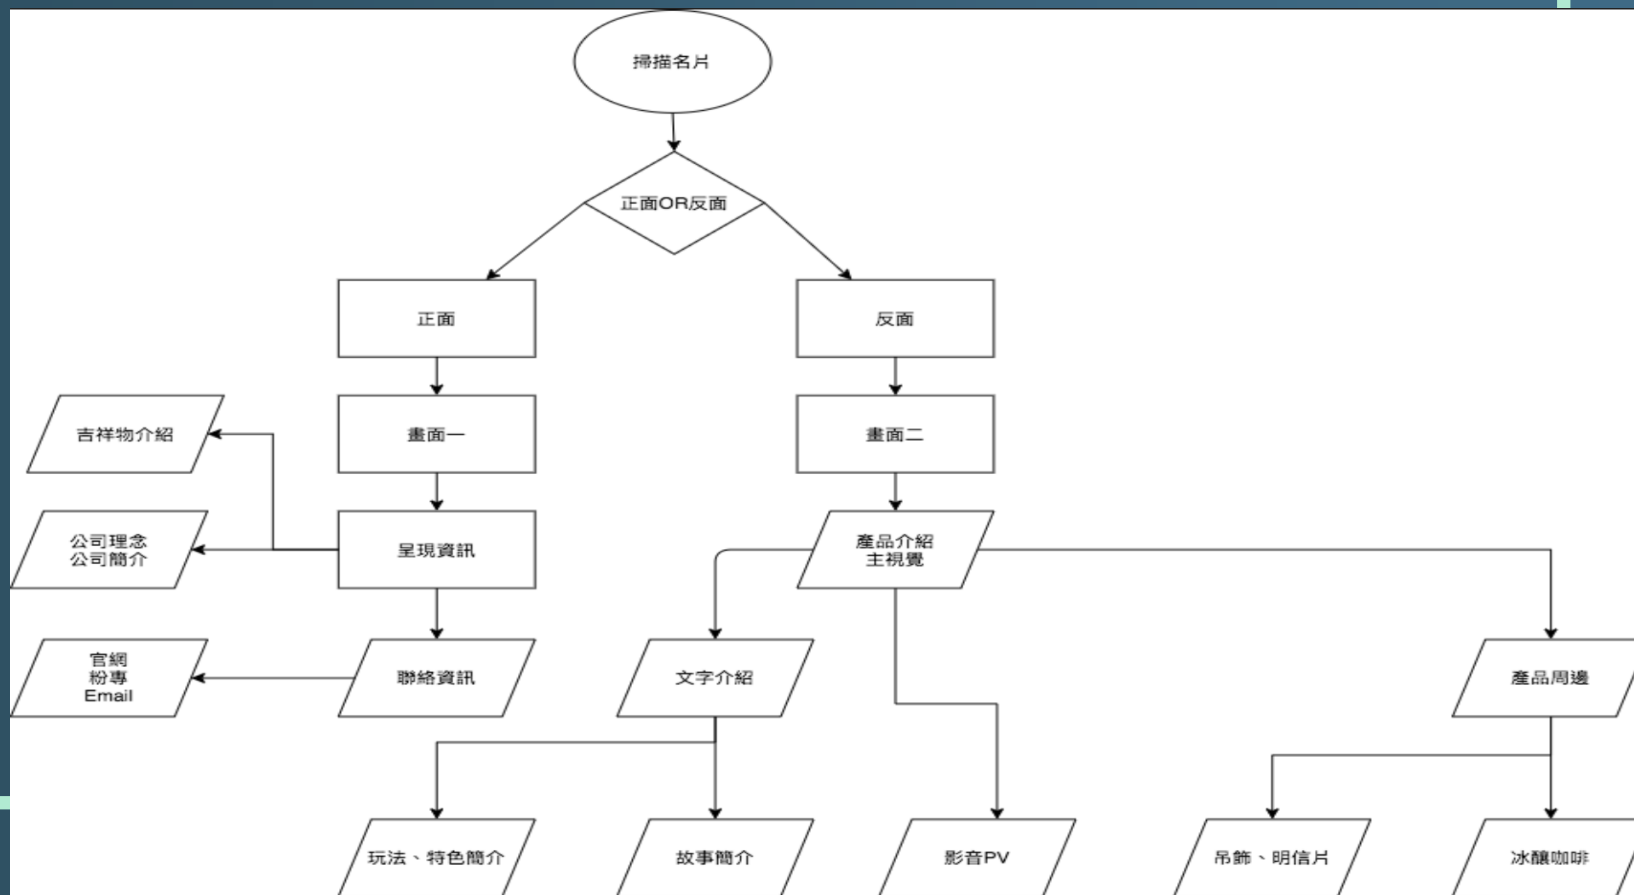 掃描名片
正面OR反面
正面
反面
吉祥物介紹
畫面一
畫面二
公司理念
公司簡介
呈現資訊
產品介紹
主視覺
官網
粉專
Email
聯絡資訊
文字介紹
產品周邊
玩法、特色簡介
故事簡介
影音PV
吊飾、明信片
冰釀咖啡